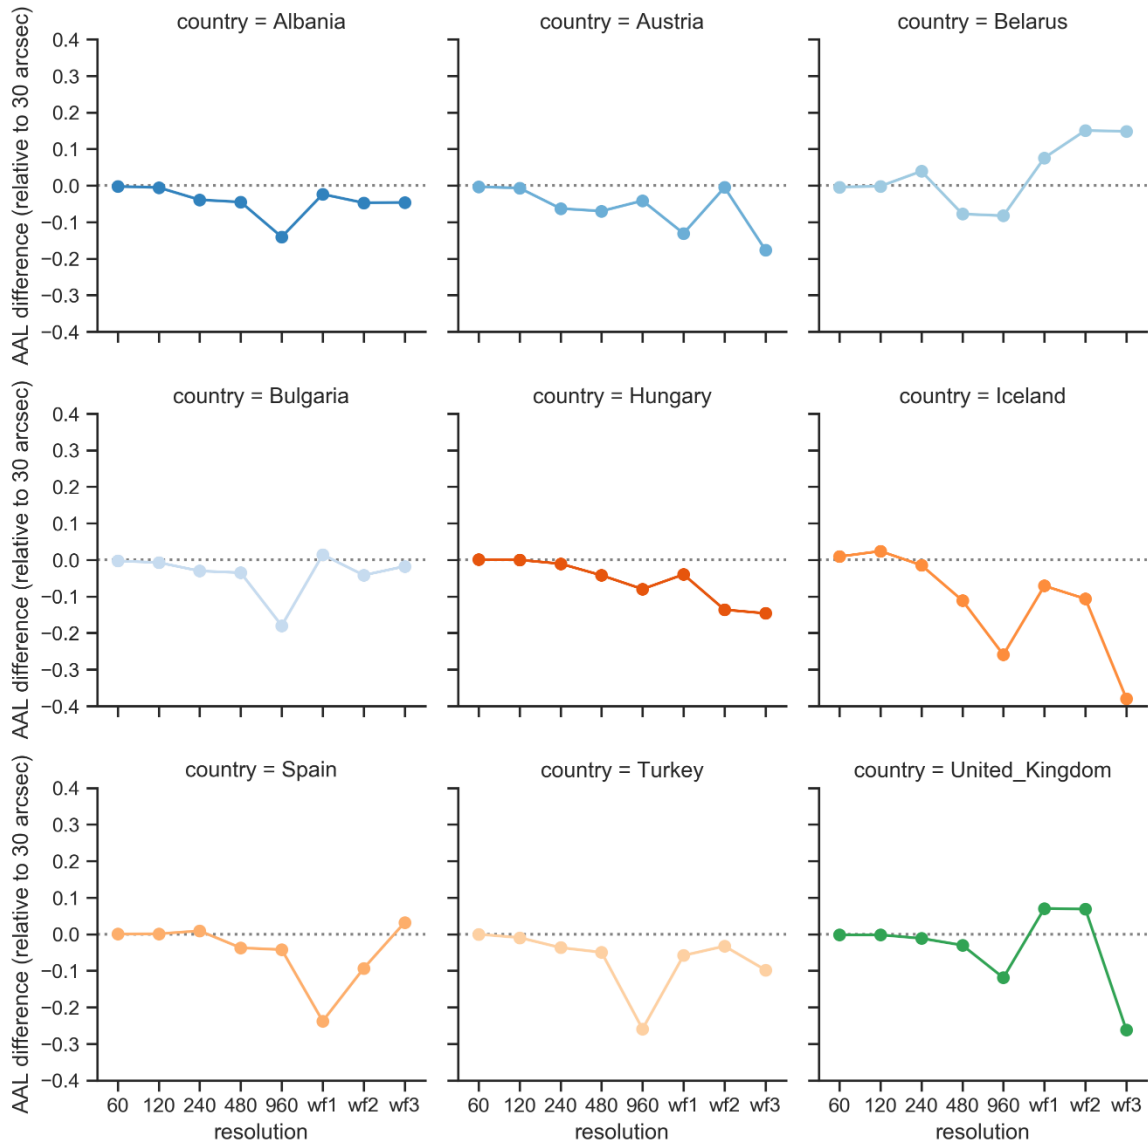 country = Albania
country = Austria
country = Belarus
AAL difference (relative to 30 arcsec)
0.4
0.3
0.2
0.1
0.0
−0.1
−0.2
−0.3
−0.4
country = Bulgaria
country = Hungary
country = Iceland
AAL difference (relative to 30 arcsec)
0.4
0.3
0.2
0.1
0.0
−0.1
−0.2
−0.3
−0.4
country = Spain
country = Turkey
country = United_Kingdom
AAL difference (relative to 30 arcsec)
0.4
0.3
0.2
0.1
0.0
−0.1
−0.2
−0.3
−0.4
60 120 240 480 960 wf1 wf2 wf3
60 120 240 480 960 wf1 wf2 wf3
60 120 240 480 960 wf1 wf2 wf3
resolution
resolution
resolution